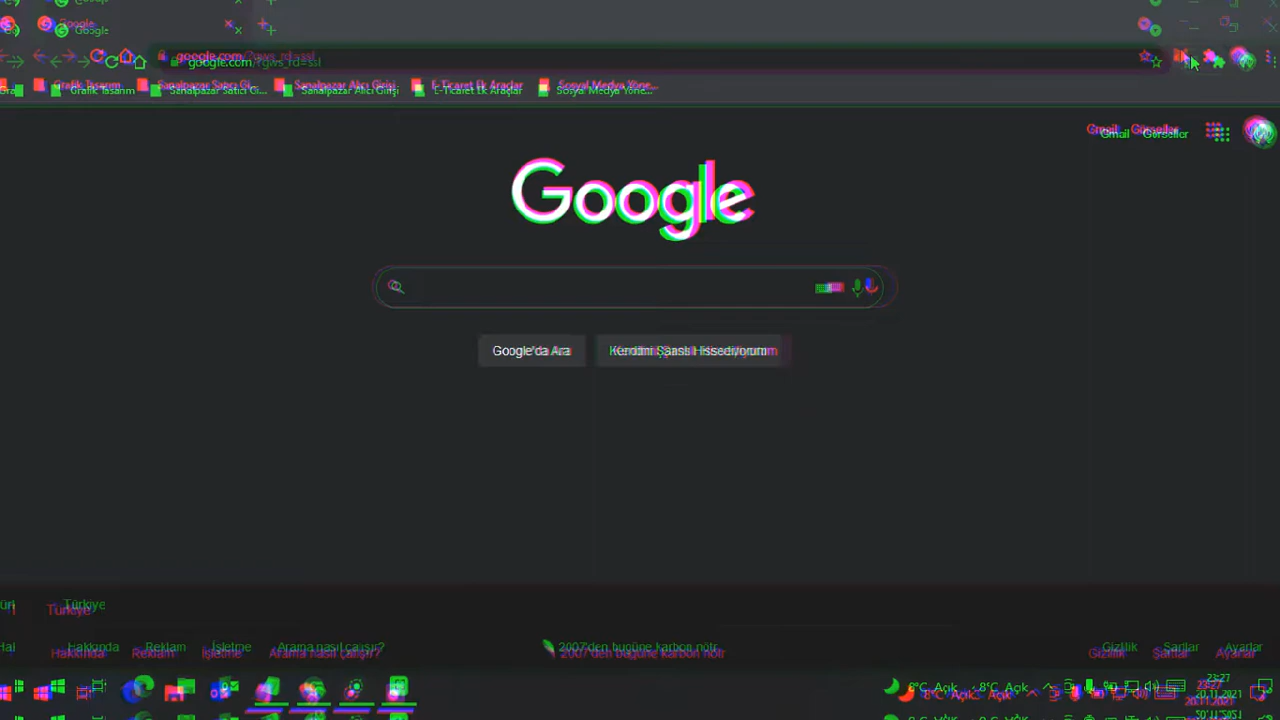 Google
google.com/?gws_rd=ssl
Grafik Tasarım
Sanalpazar Satıcı Gi...
Sanalpazar Alıcı Girişi
E-Ticaret Ek Araçlar
Sosyal Medya Yöne...
Gmail
Görseller
Google
Google'da Ara
Kendimi Şanslı Hissediyorum
Türkiye
Hakkında
Reklam
İşletme
Arama nasıl çalışır?
2007'den bugüne karbon nötr
Gizlilik
Şartlar
Ayarlar
8°C Açık
23:27
20.11.2021